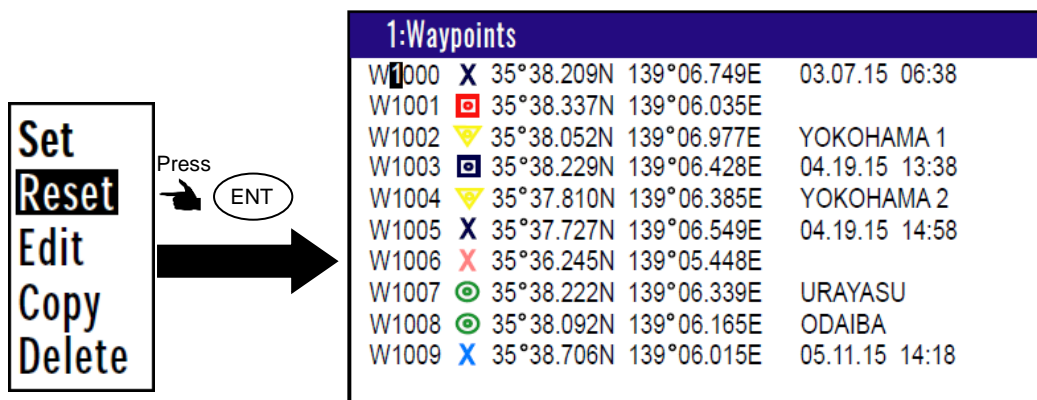 Set
Reset
Edit
Copy
Delete
Press
ENT
1:Waypoints
W1000 X 35°38.209N 139°06.749E 03.07.15 06:38
W1001 35°38.337N 139°06.035E
W1002 35°38.052N 139°06.977E YOKOHAMA 1
W1003 35°38.229N 139°06.428E 04.19.15 13:38
W1004 35°37.810N 139°06.385E YOKOHAMA 2
W1005 X 35°37.727N 139°06.549E 04.19.15 14:58
W1006 X 35°36.245N 139°05.448E
W1007 35°38.222N 139°06.339E URAYASU
W1008 35°38.092N 139°06.165E ODAIBA
W1009 X 35°38.706N 139°06.015E 05.11.15 14:18